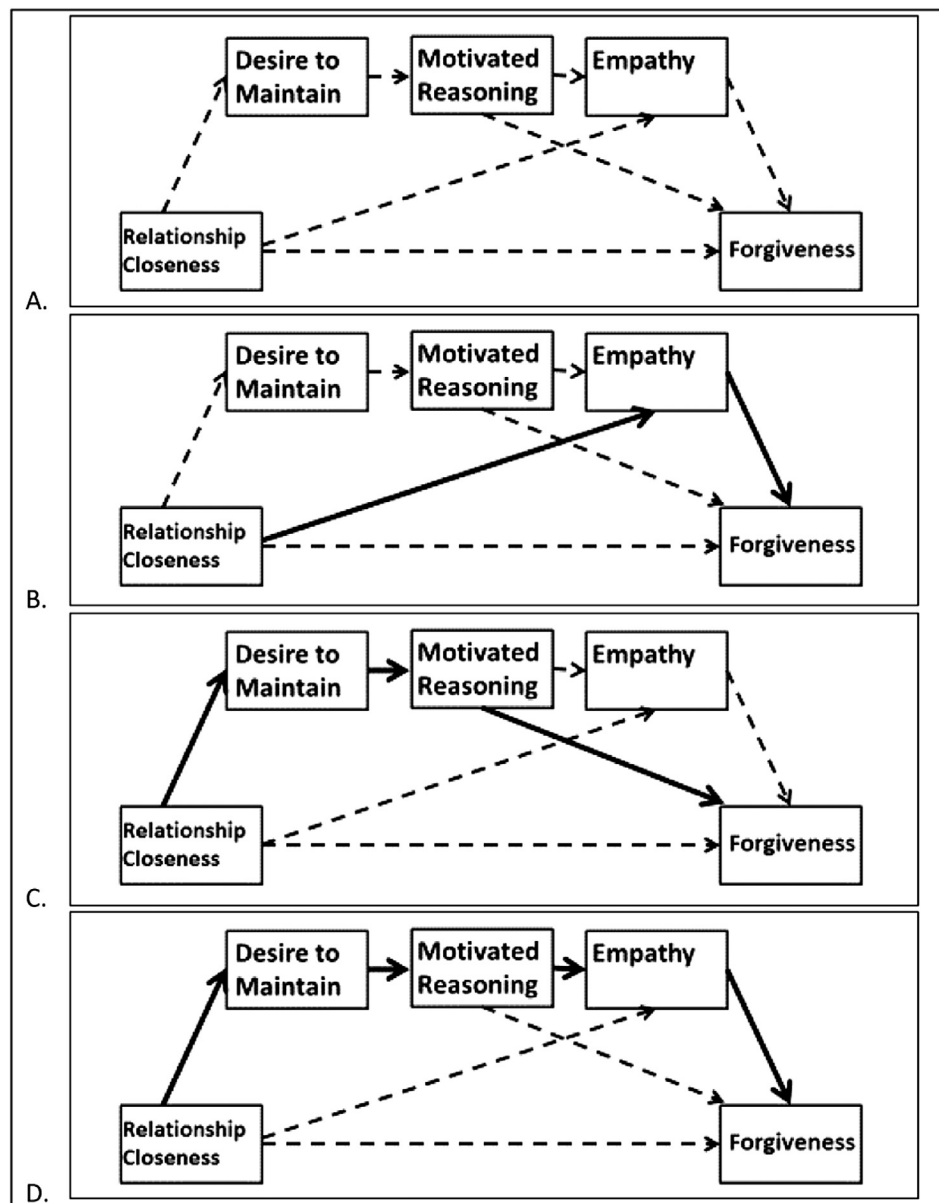 Desire to
Maintain
Motivated
Reasoning
Empathy
Relationship
Closeness
Forgiveness
A.
Desire to
Maintain
Motivated
Reasoning
Empathy
Relationship
Closeness
Forgiveness
B.
Desire to
Maintain
Motivated
Reasoning
Empathy
Relationship
Closeness
Forgiveness
C.
Desire to
Maintain
Motivated
Reasoning
Empathy
Relationship
Closeness
Forgiveness
D.